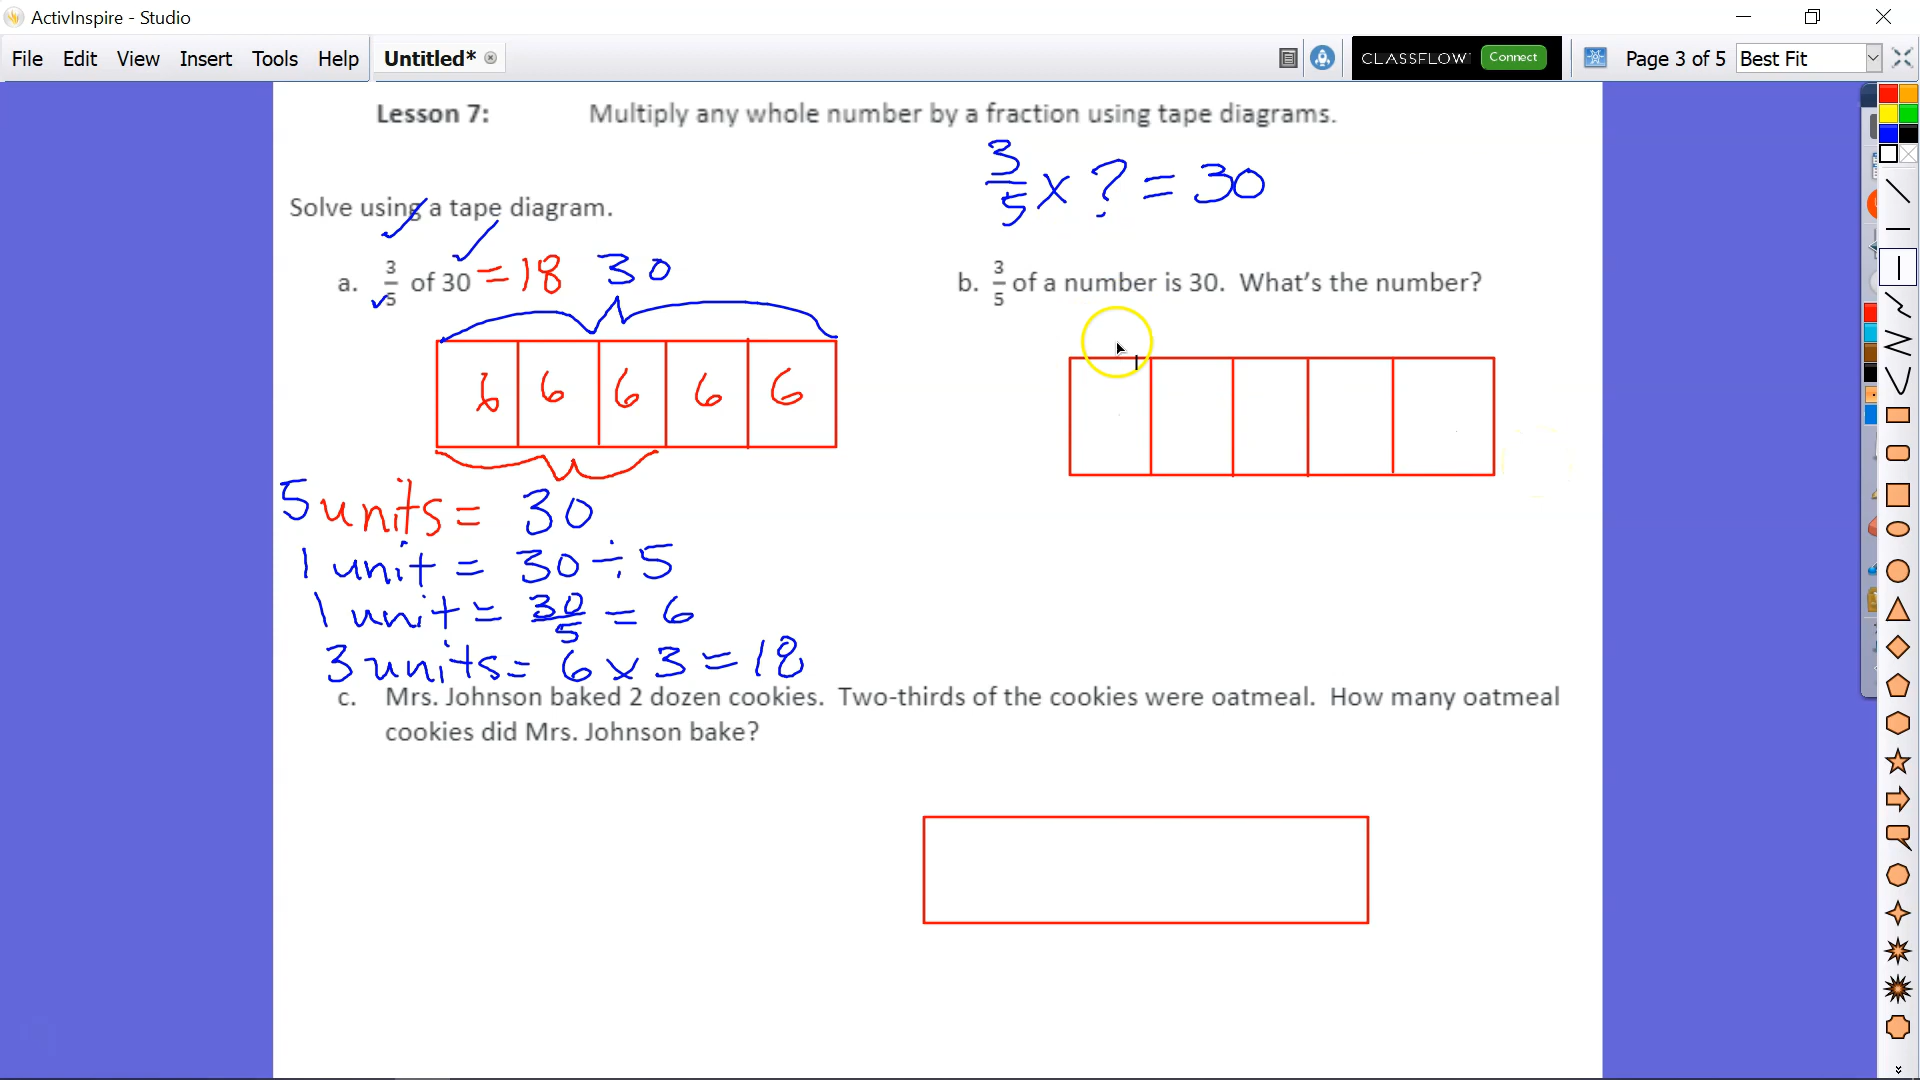 ActivInspire - Studio
File Edit View Insert Tools Help Untitled* CLASSFLOW Connect Page 3 of 5 Best Fit
Lesson 7: Multiply any whole number by a fraction using tape diagrams.
3/5 x ? = 30
Solve using a tape diagram.
a. 3/5 of 30 = 18
30
b. 3/5 of a number is 30. What's the number?
6 6 6 6 6
5 units = 30
1 unit = 30 ÷ 5
1 unit = 30/5 = 6
3 units = 6 x 3 = 18
c. Mrs. Johnson baked 2 dozen cookies. Two-thirds of the cookies were oatmeal. How many oatmeal
cookies did Mrs. Johnson bake?